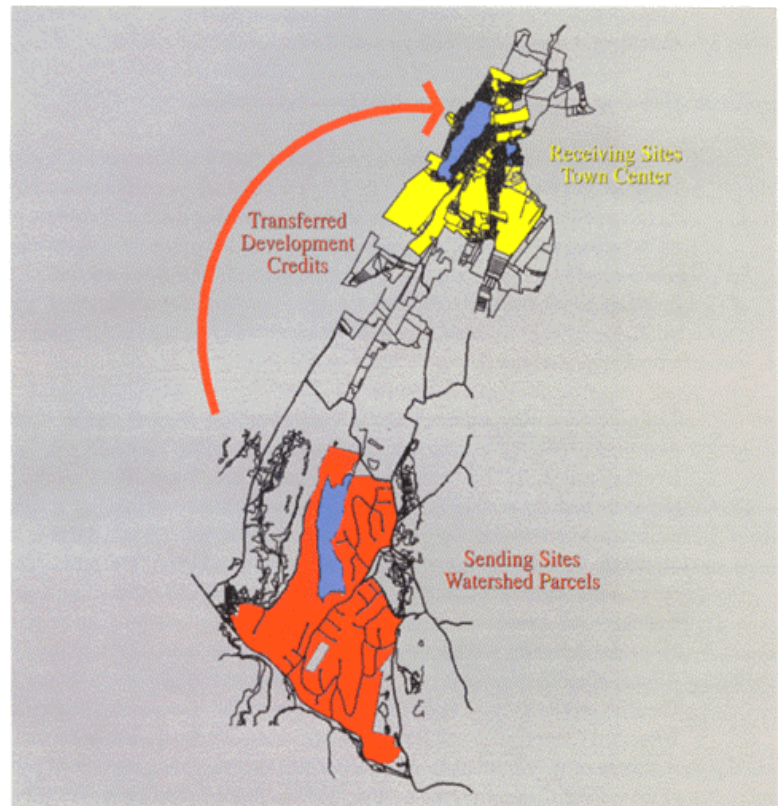 Receiving Sites
Town Center
Transferred
Development
Credits
Sending Sites
Watershed Parcels